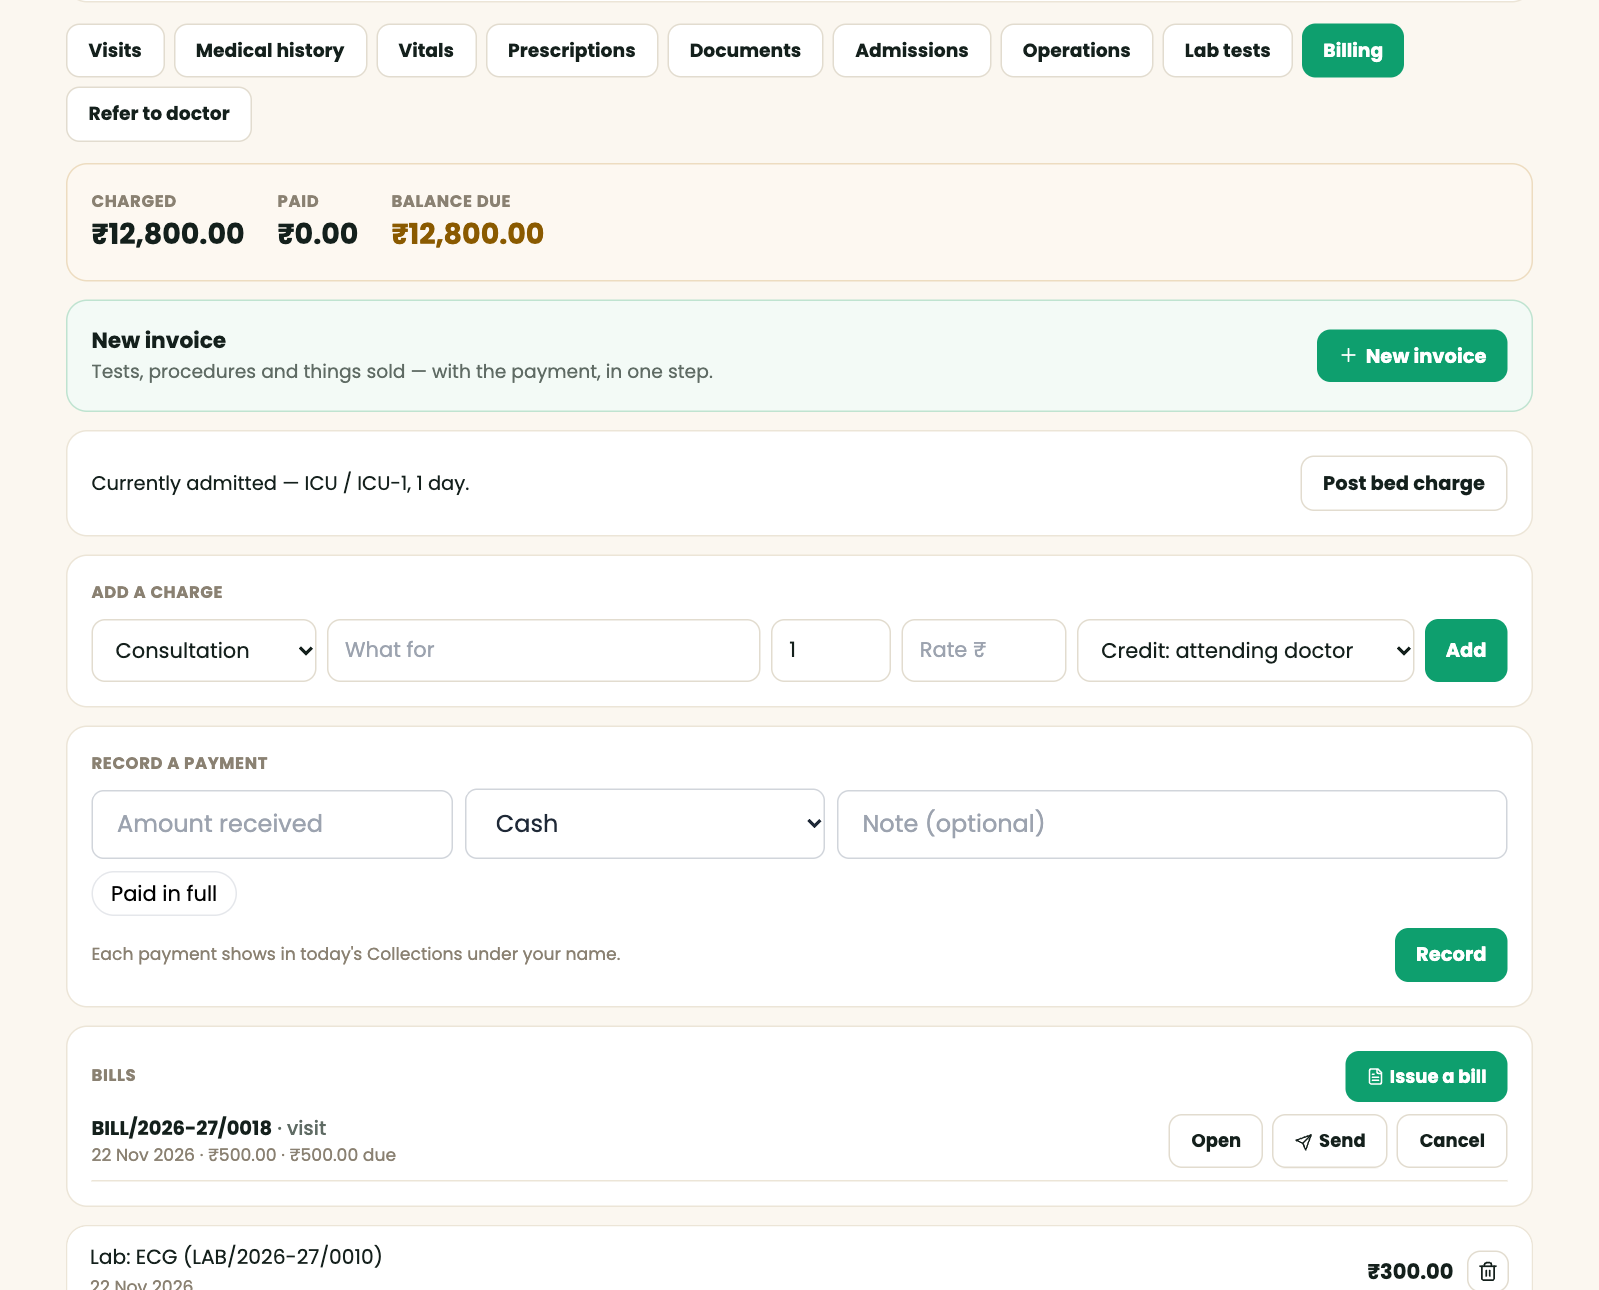 Visits Medical history Vitals Prescriptions Documents Admissions Operations Lab tests Billing
Refer to doctor
CHARGED PAID BALANCE DUE
₹12,800.00 ₹0.00 ₹12,800.00
New invoice
Tests, procedures and things sold — with the payment, in one step.
+ New invoice
Currently admitted — ICU / ICU-1, 1 day.
Post bed charge
ADD A CHARGE
Consultation What for 1 Rate ₹ Credit: attending doctor Add
RECORD A PAYMENT
Amount received Cash Note (optional)
Paid in full
Each payment shows in today's Collections under your name.
Record
BILLS
Issue a bill
BILL/2026-27/0018 · visit
22 Nov 2026 · ₹500.00 · ₹500.00 due
Open Send Cancel
Lab: ECG (LAB/2026-27/0010)
22 Nov 2026
₹300.00